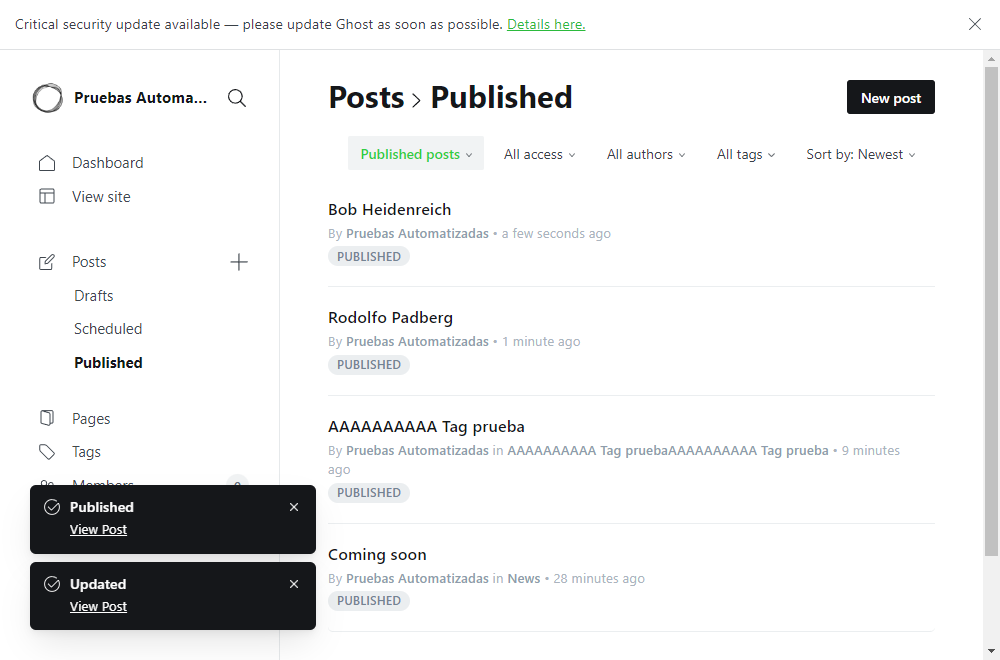 Critical security update available — please update Ghost as soon as possible. Details here.
Pruebas Automa...
Dashboard
View site
Posts
Drafts
Scheduled
Published
Pages
Tags
Members
Published
View Post
Updated
View Post
Posts > Published
New post
Published posts
All access
All authors
All tags
Sort by: Newest
Bob Heidenreich
By Pruebas Automatizadas • a few seconds ago
PUBLISHED
Rodolfo Padberg
By Pruebas Automatizadas • 1 minute ago
PUBLISHED
AAAAAAAAAA Tag prueba
By Pruebas Automatizadas in AAAAAAAAAA Tag pruebaAAAAAAAAAA Tag prueba • 9 minutes
ago
PUBLISHED
Coming soon
By Pruebas Automatizadas in News • 28 minutes ago
PUBLISHED